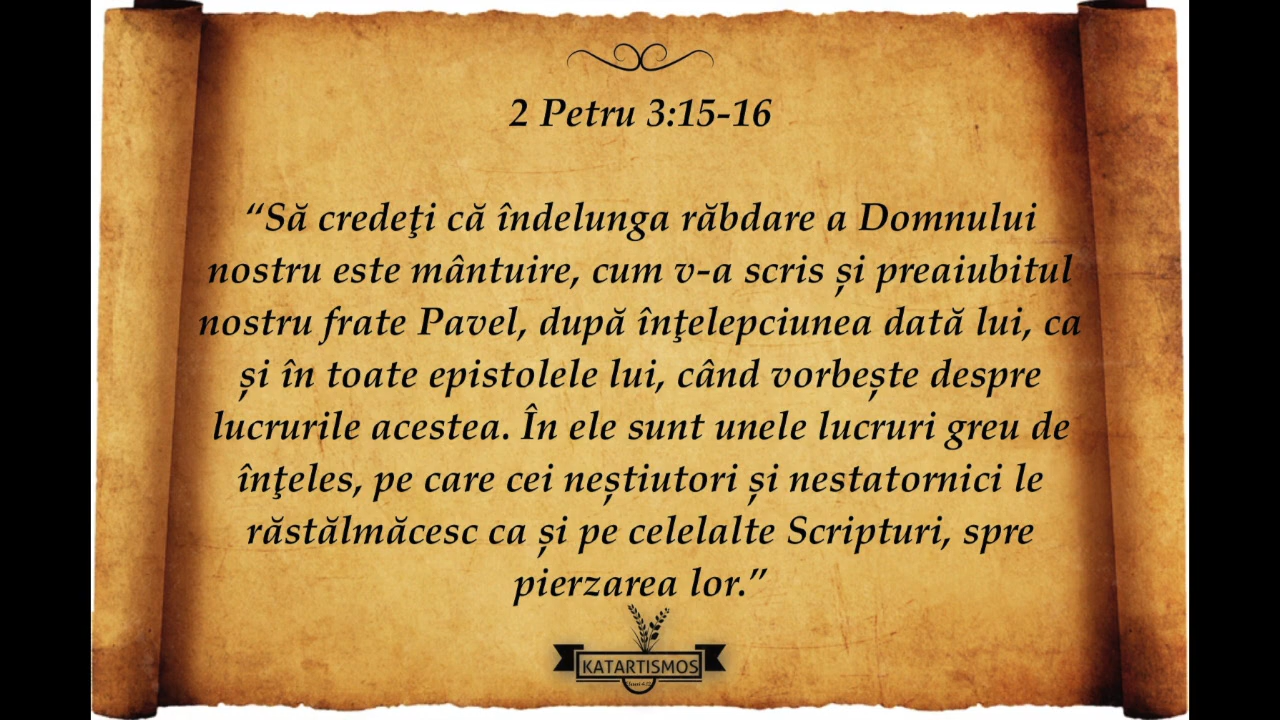 2 Petru 3:15-16
“Să credeţi că îndelunga răbdare a Domnului
nostru este mântuire, cum v-a scris și preaiubitul
nostru frate Pavel, după înţelepciunea dată lui, ca
și în toate epistolele lui, când vorbește despre
lucrurile acestea. În ele sunt unele lucruri greu de
înţeles, pe care cei neștiutori și nestatornici le
răstălmăcesc ca și pe celelalte Scripturi, spre
pierzarea lor.”
KATARTISMOS